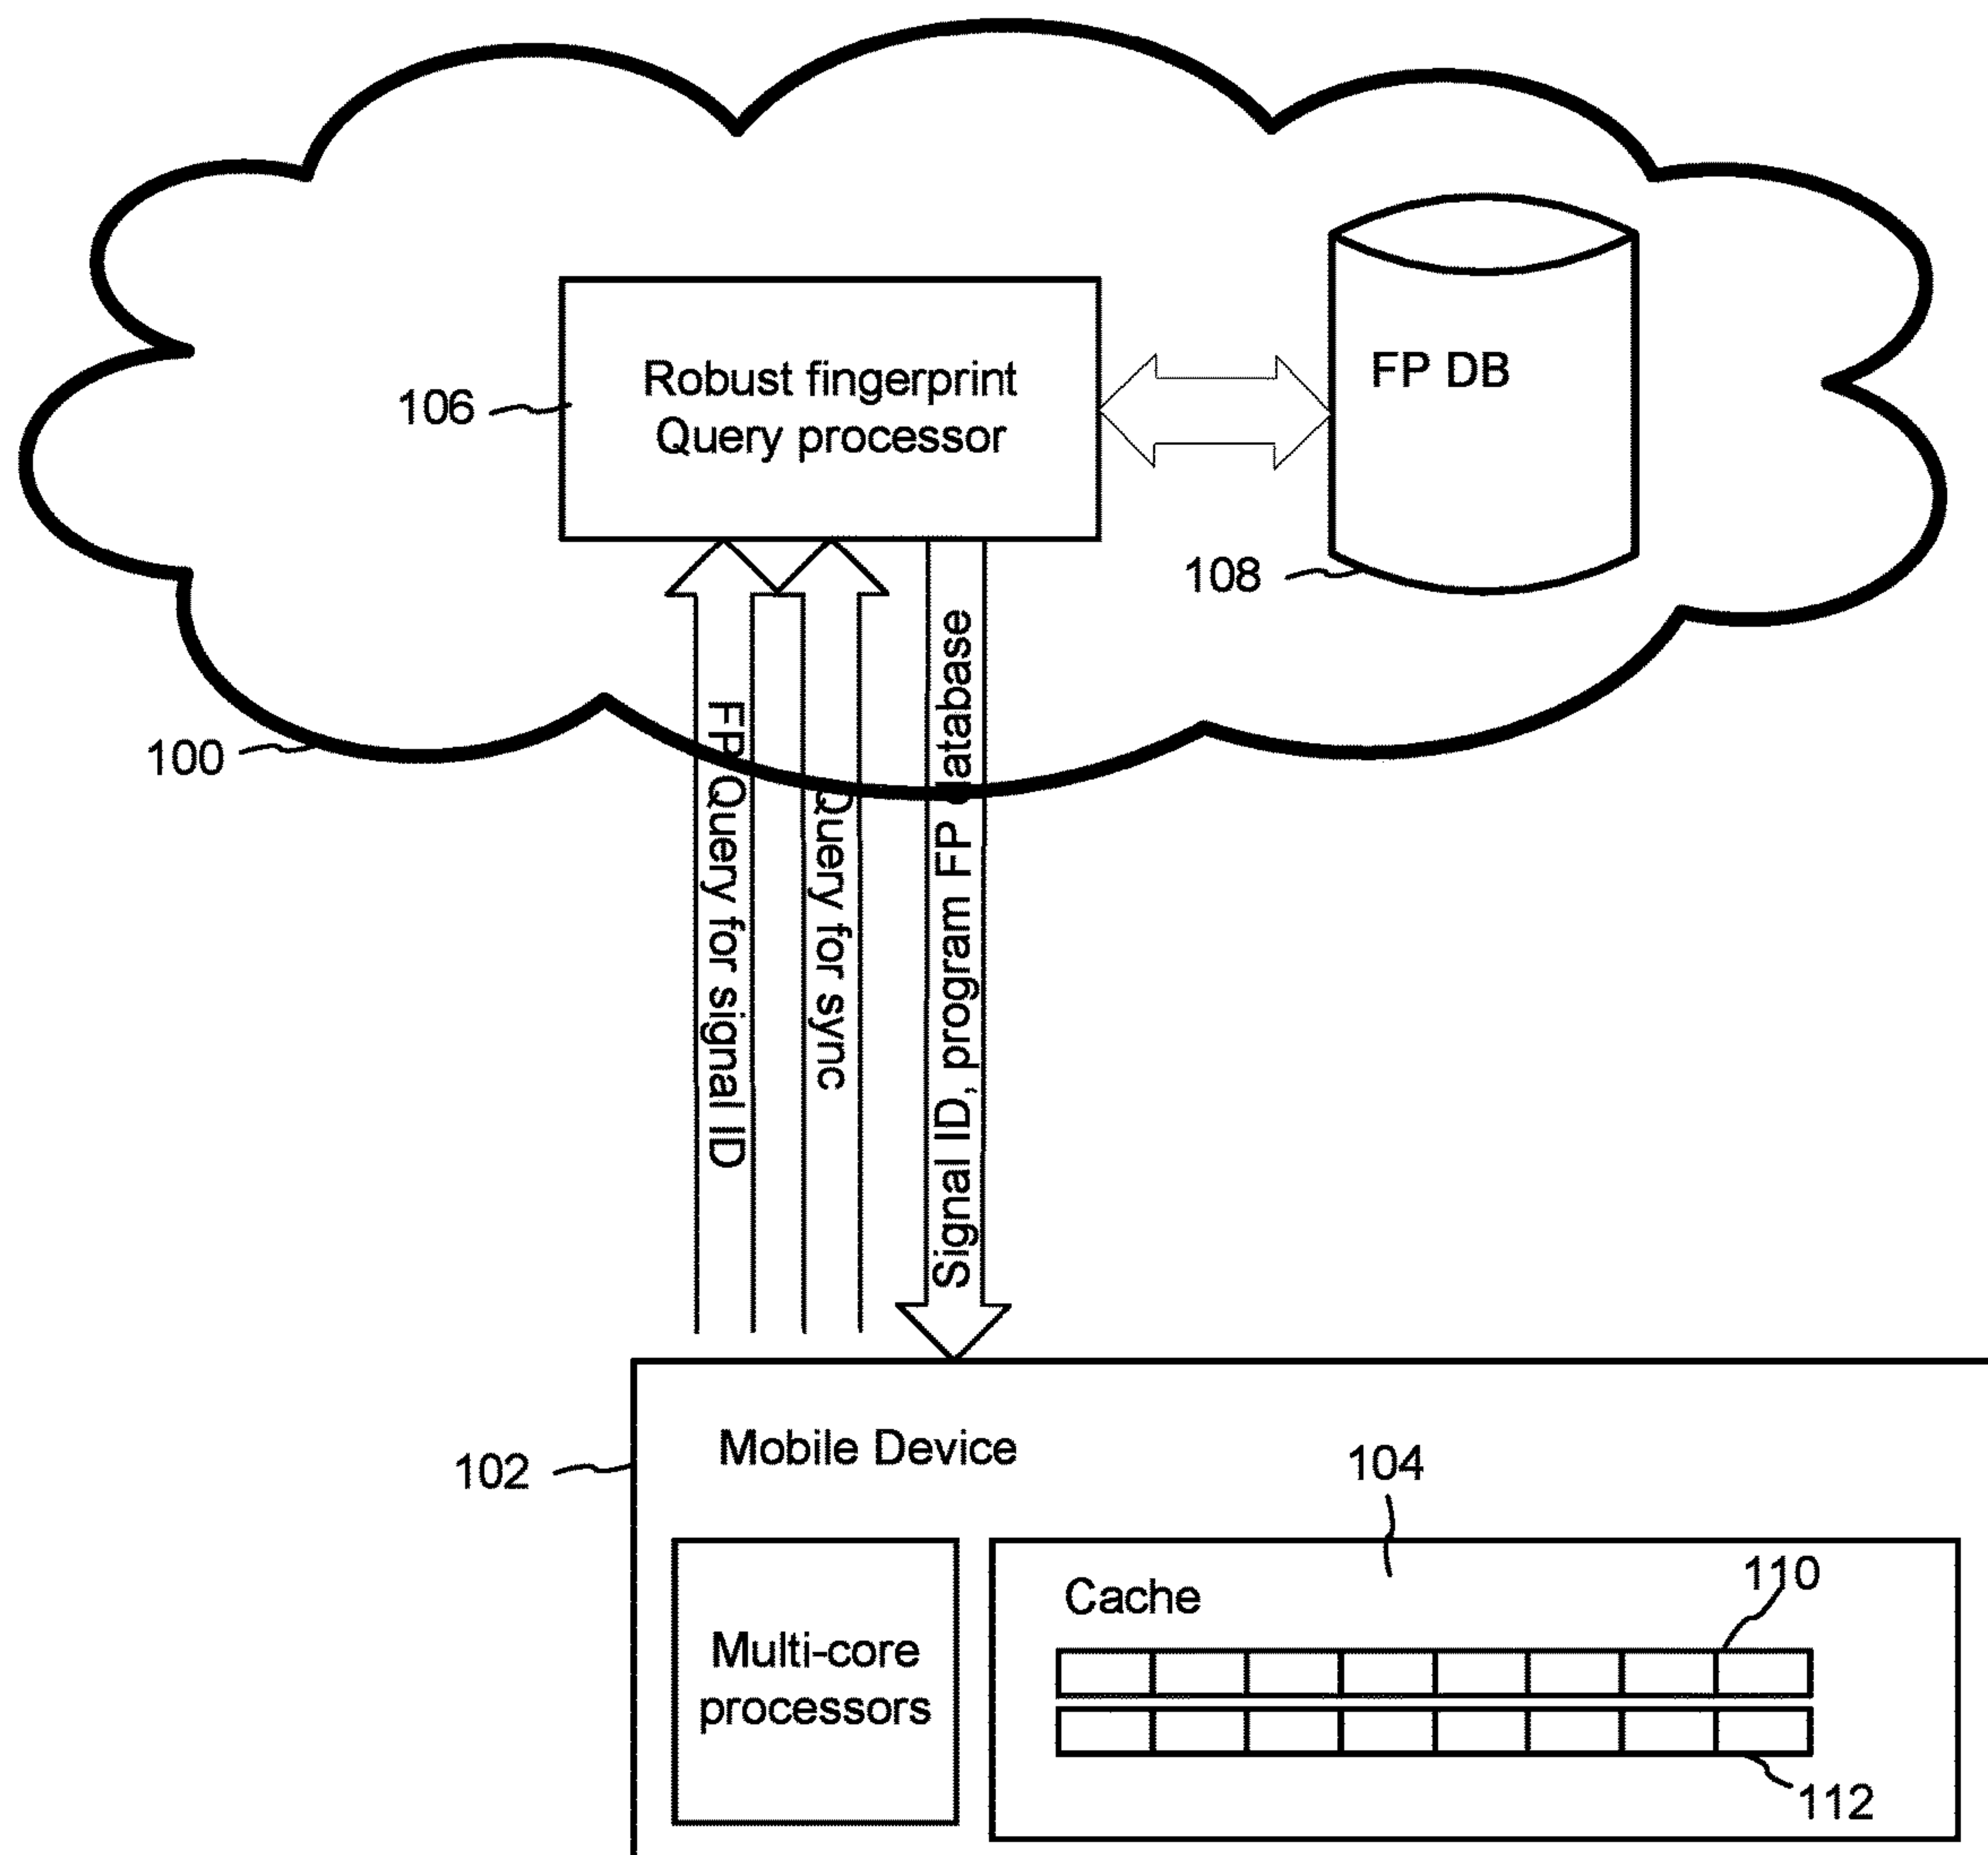 Robust fingerprint
Query processor
106
FP DB
108
100
FP Query for signal ID
Query for sync
Signal ID, program FP database
102
Mobile Device
104
Multi-core
processors
Cache
110
112